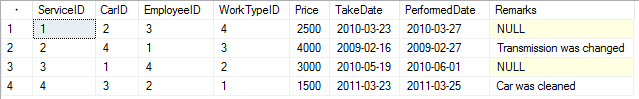 ServiceID CarID EmployeeID WorkTypeID Price TakeDate PerformedDate Remarks
1 1 2 3 4 2500 2010-03-23 2010-03-27 NULL
2 2 4 1 3 4000 2009-02-16 2009-02-27 Transmission was changed
3 3 1 4 2 3000 2010-05-19 2010-06-01 NULL
4 4 3 2 1 1500 2011-03-23 2011-03-25 Car was cleaned